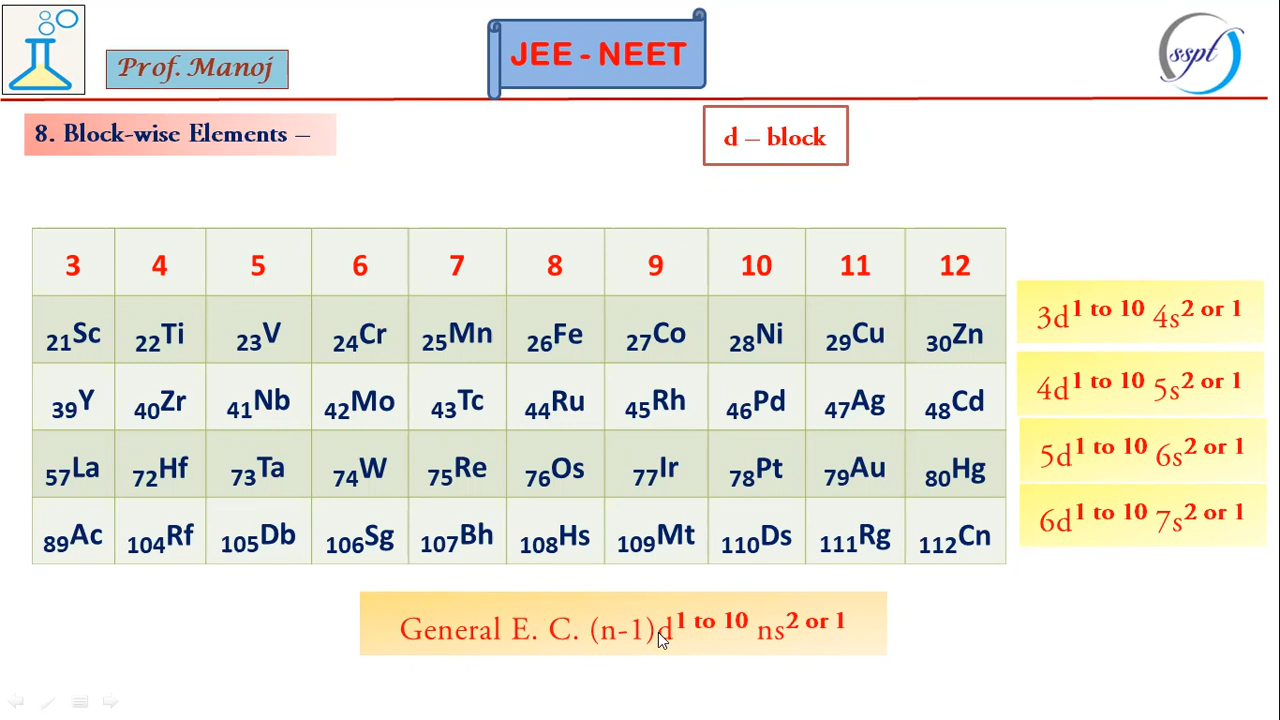 JEE - NEET
Prof. Manoj
sspt
8. Block-wise Elements –
d – block
3 4 5 6 7 8 9 10 11 12
21Sc 22Ti 23V 24Cr 25Mn 26Fe 27Co 28Ni 29Cu 30Zn
3d1 to 10 4s2 or 1
39Y 40Zr 41Nb 42Mo 43Tc 44Ru 45Rh 46Pd 47Ag 48Cd
4d1 to 10 5s2 or 1
57La 72Hf 73Ta 74W 75Re 76Os 77Ir 78Pt 79Au 80Hg
5d1 to 10 6s2 or 1
89Ac 104Rf 105Db 106Sg 107Bh 108Hs 109Mt 110Ds 111Rg 112Cn
6d1 to 10 7s2 or 1
General E. C. (n-1)d1 to 10 ns2 or 1